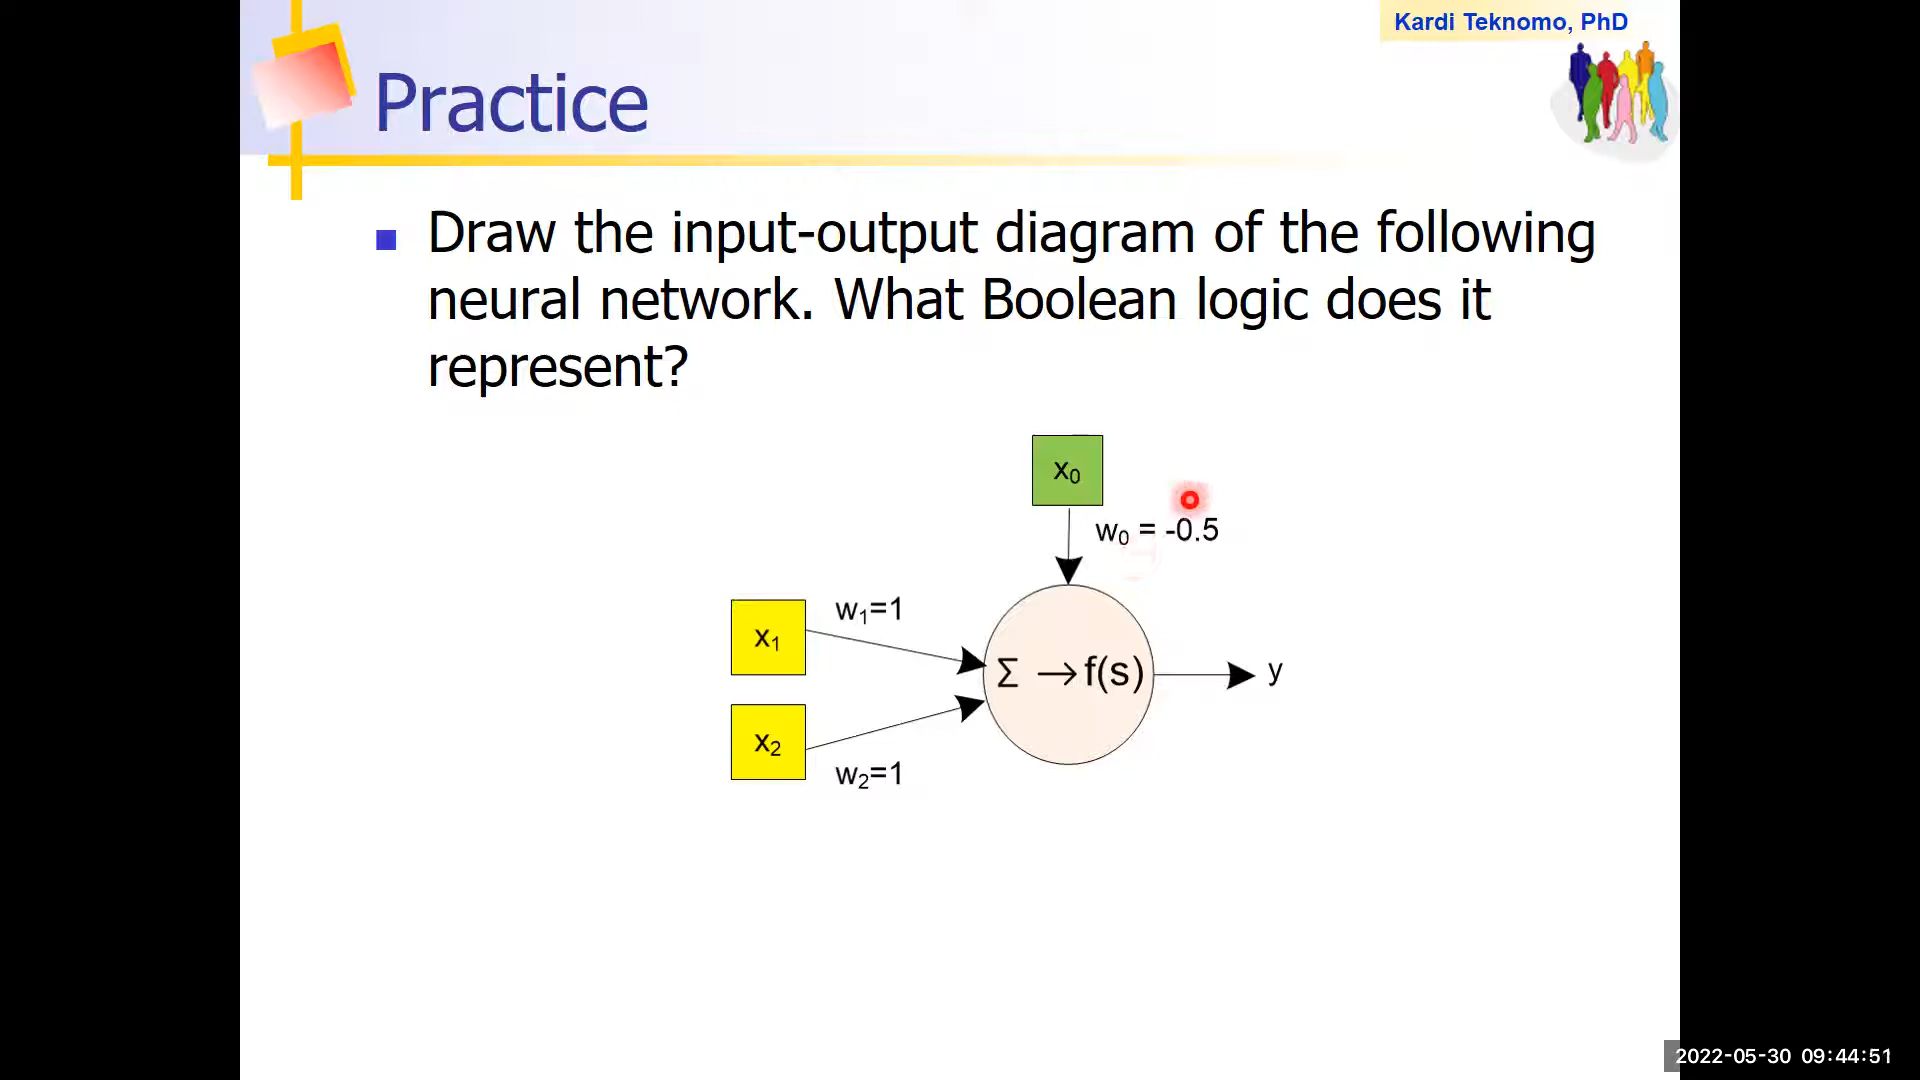 Kardi Teknomo, PhD
Practice
Draw the input-output diagram of the following
neural network. What Boolean logic does it
represent?
x₀
w₀ = -0.5
w₁=1
x₁
Σ → f(s)
y
x₂
w₂=1
2022-05-30 09:44:51